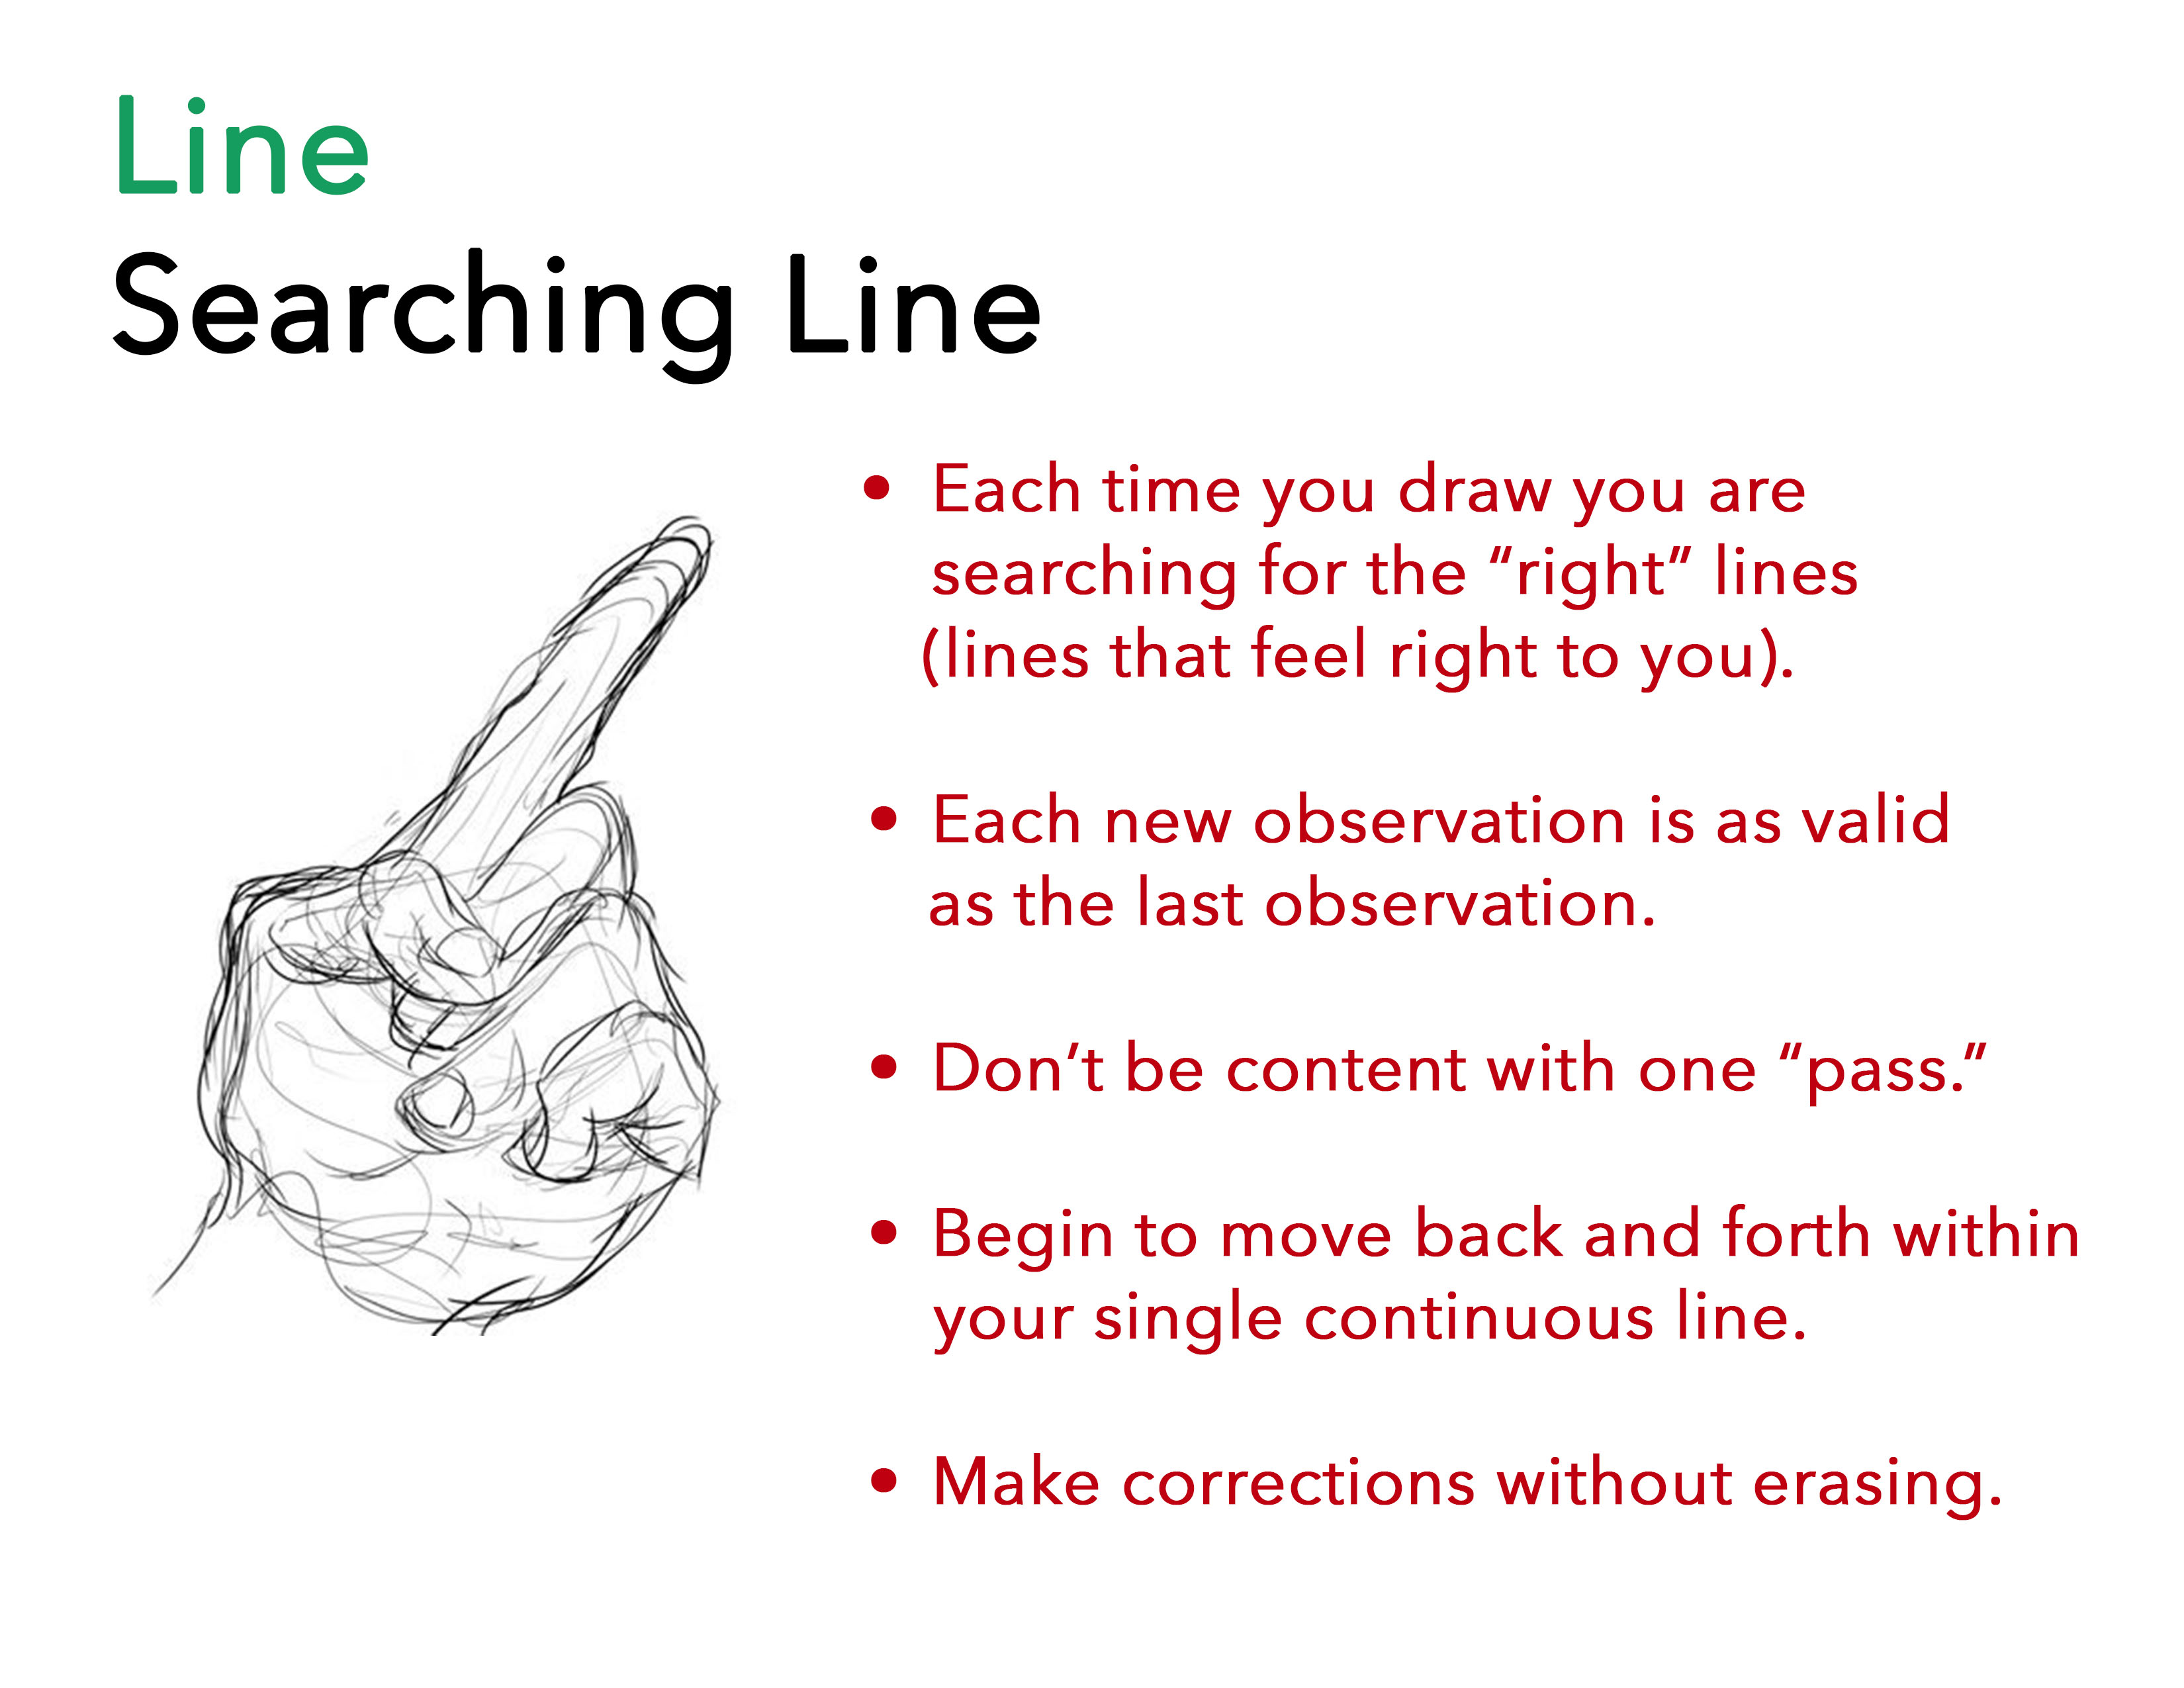 Line
Searching Line
• Each time you draw you are
searching for the “right” lines
(lines that feel right to you).
• Each new observation is as valid
as the last observation.
• Don’t be content with one “pass.”
• Begin to move back and forth within
your single continuous line.
• Make corrections without erasing.